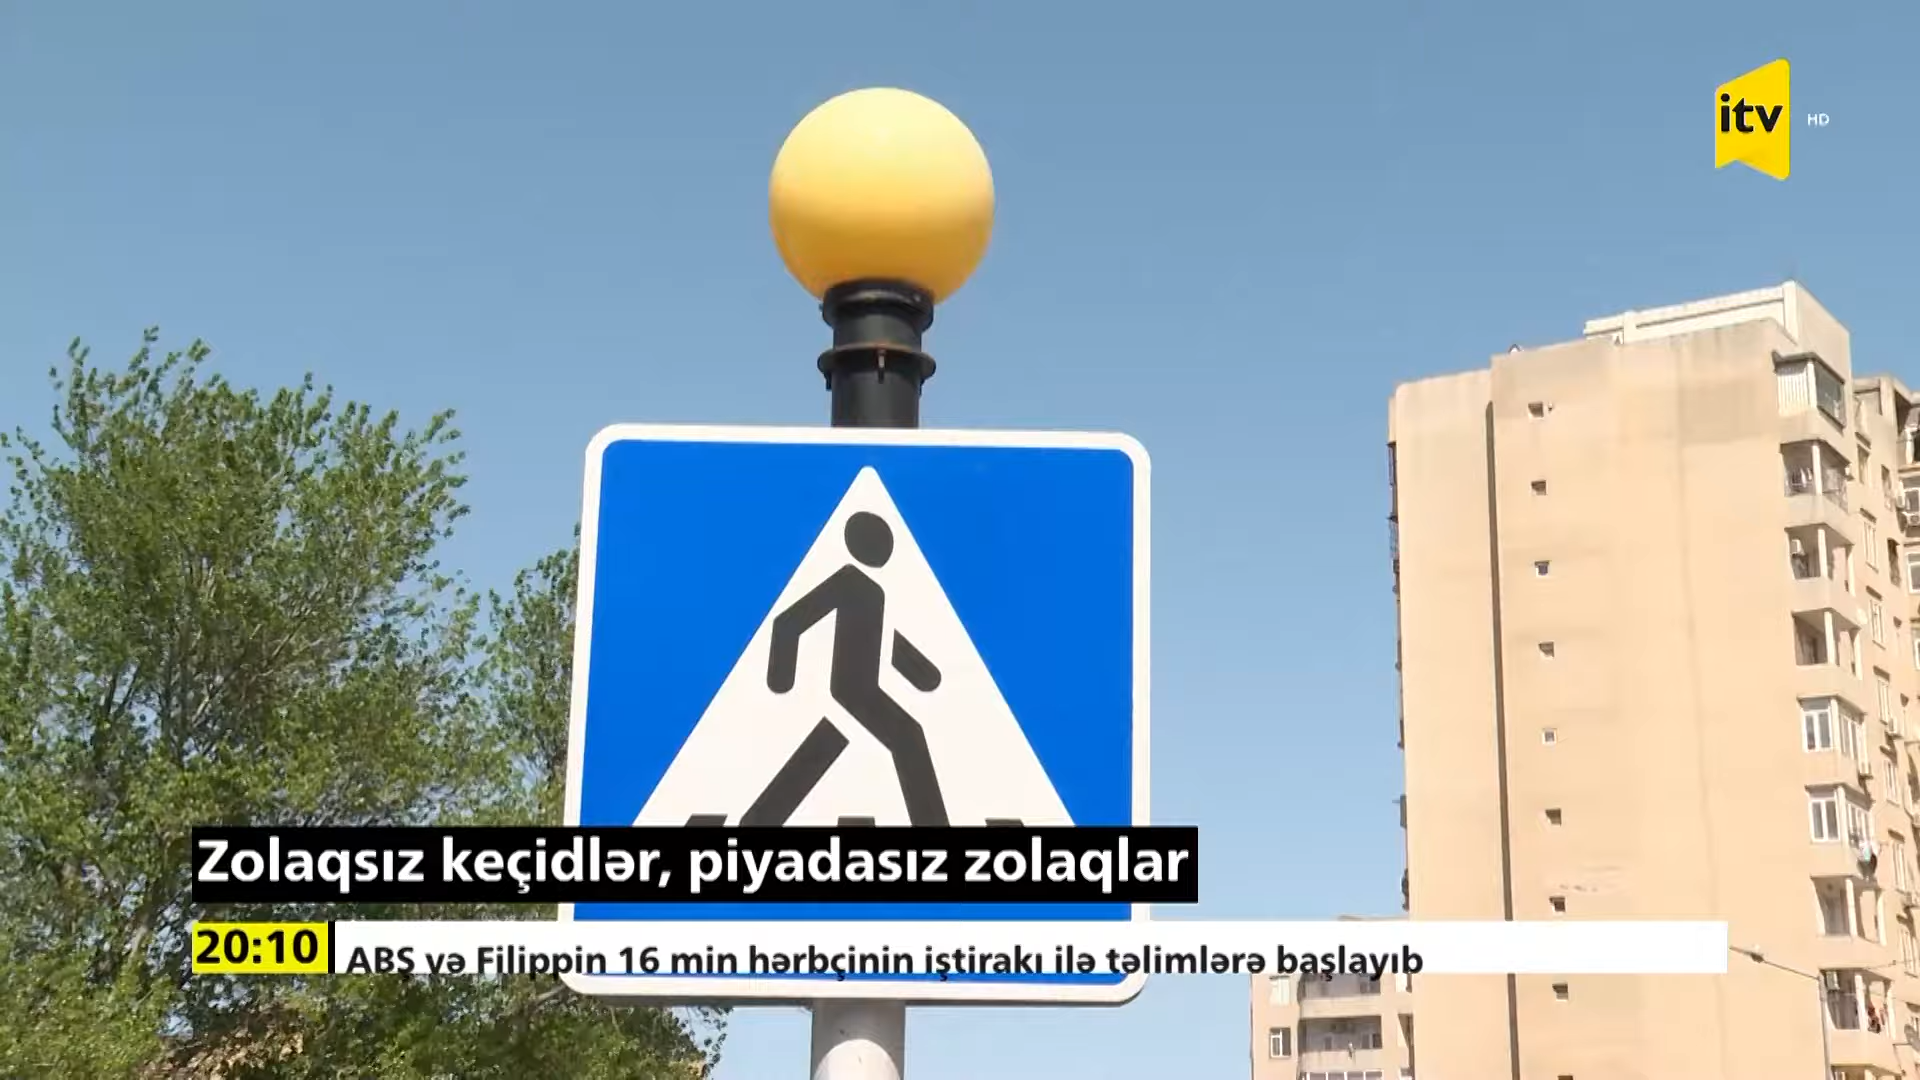 itv HD
Zolaqsız keçidlər, piyadasız zolaqlar
20:10 ABŞ və Filippin 16 min hərbçinin iştirakı ilə təlimlərə başlayıb